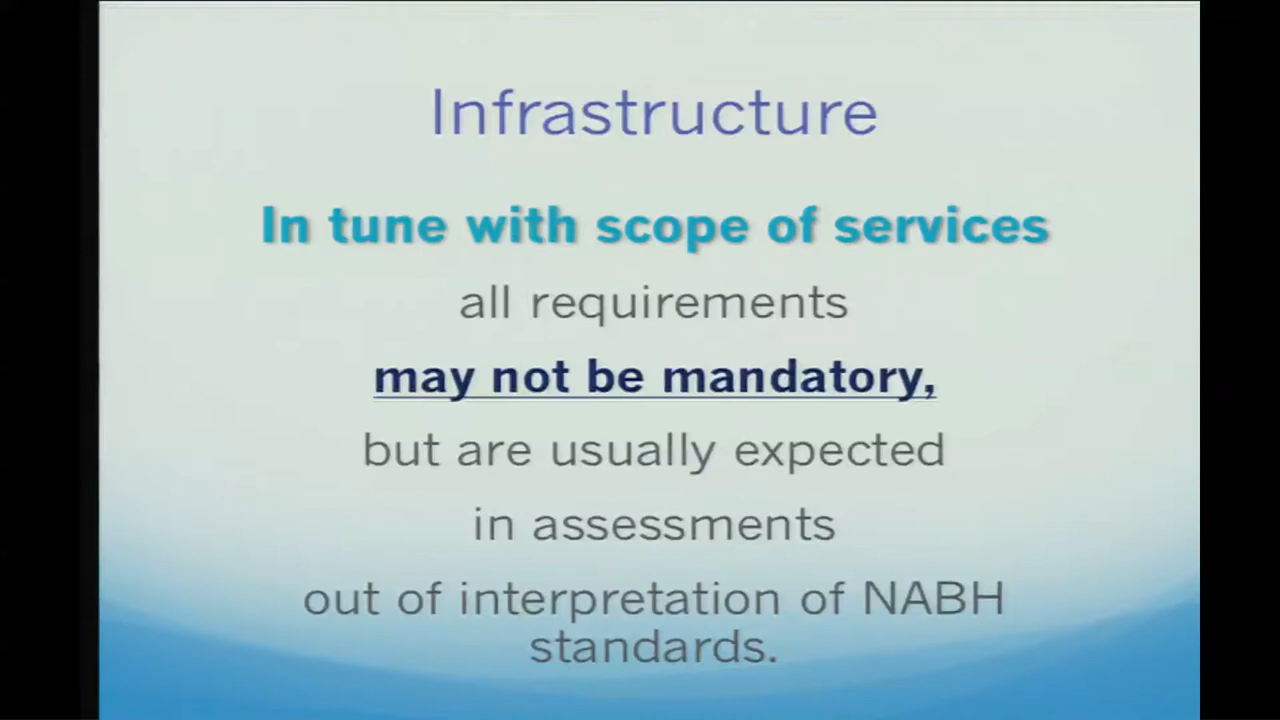 Infrastructure
In tune with scope of services
all requirements
may not be mandatory,
but are usually expected
in assessments
out of interpretation of NABH
standards.